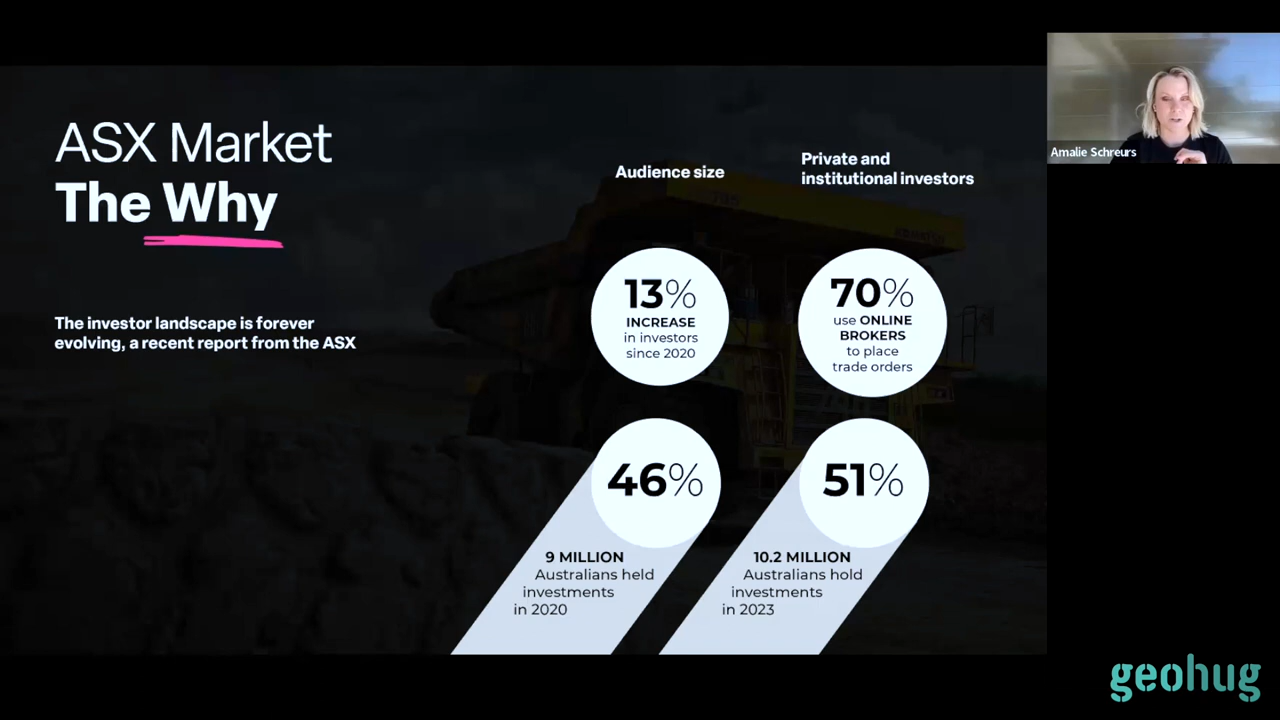 ASX Market
The Why
The investor landscape is forever
evolving, a recent report from the ASX
Audience size
13%
INCREASE
in investors
since 2020
46%
9 MILLION
Australians held
investments
in 2020
Private and
institutional investors
70%
use ONLINE
BROKERS
to place
trade orders
51%
10.2 MILLION
Australians hold
investments
in 2023
Amalie Schreurs
geohug